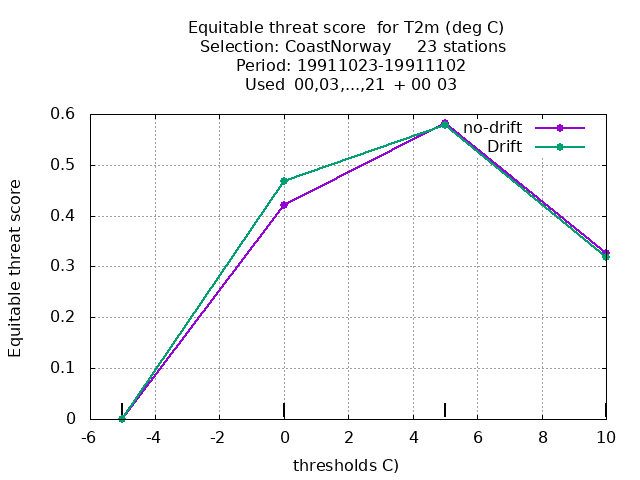 Equitable threat score for T2m (deg C)
Selection: CoastNorway 23 stations
Period: 19911023-19911102
Used 00,03,...,21 + 00 03
no-drift
Drift
Equitable threat score
0.6
0.5
0.4
0.3
0.2
0.1
0
-6 -4 -2 0 2 4 6 8 10
thresholds C)